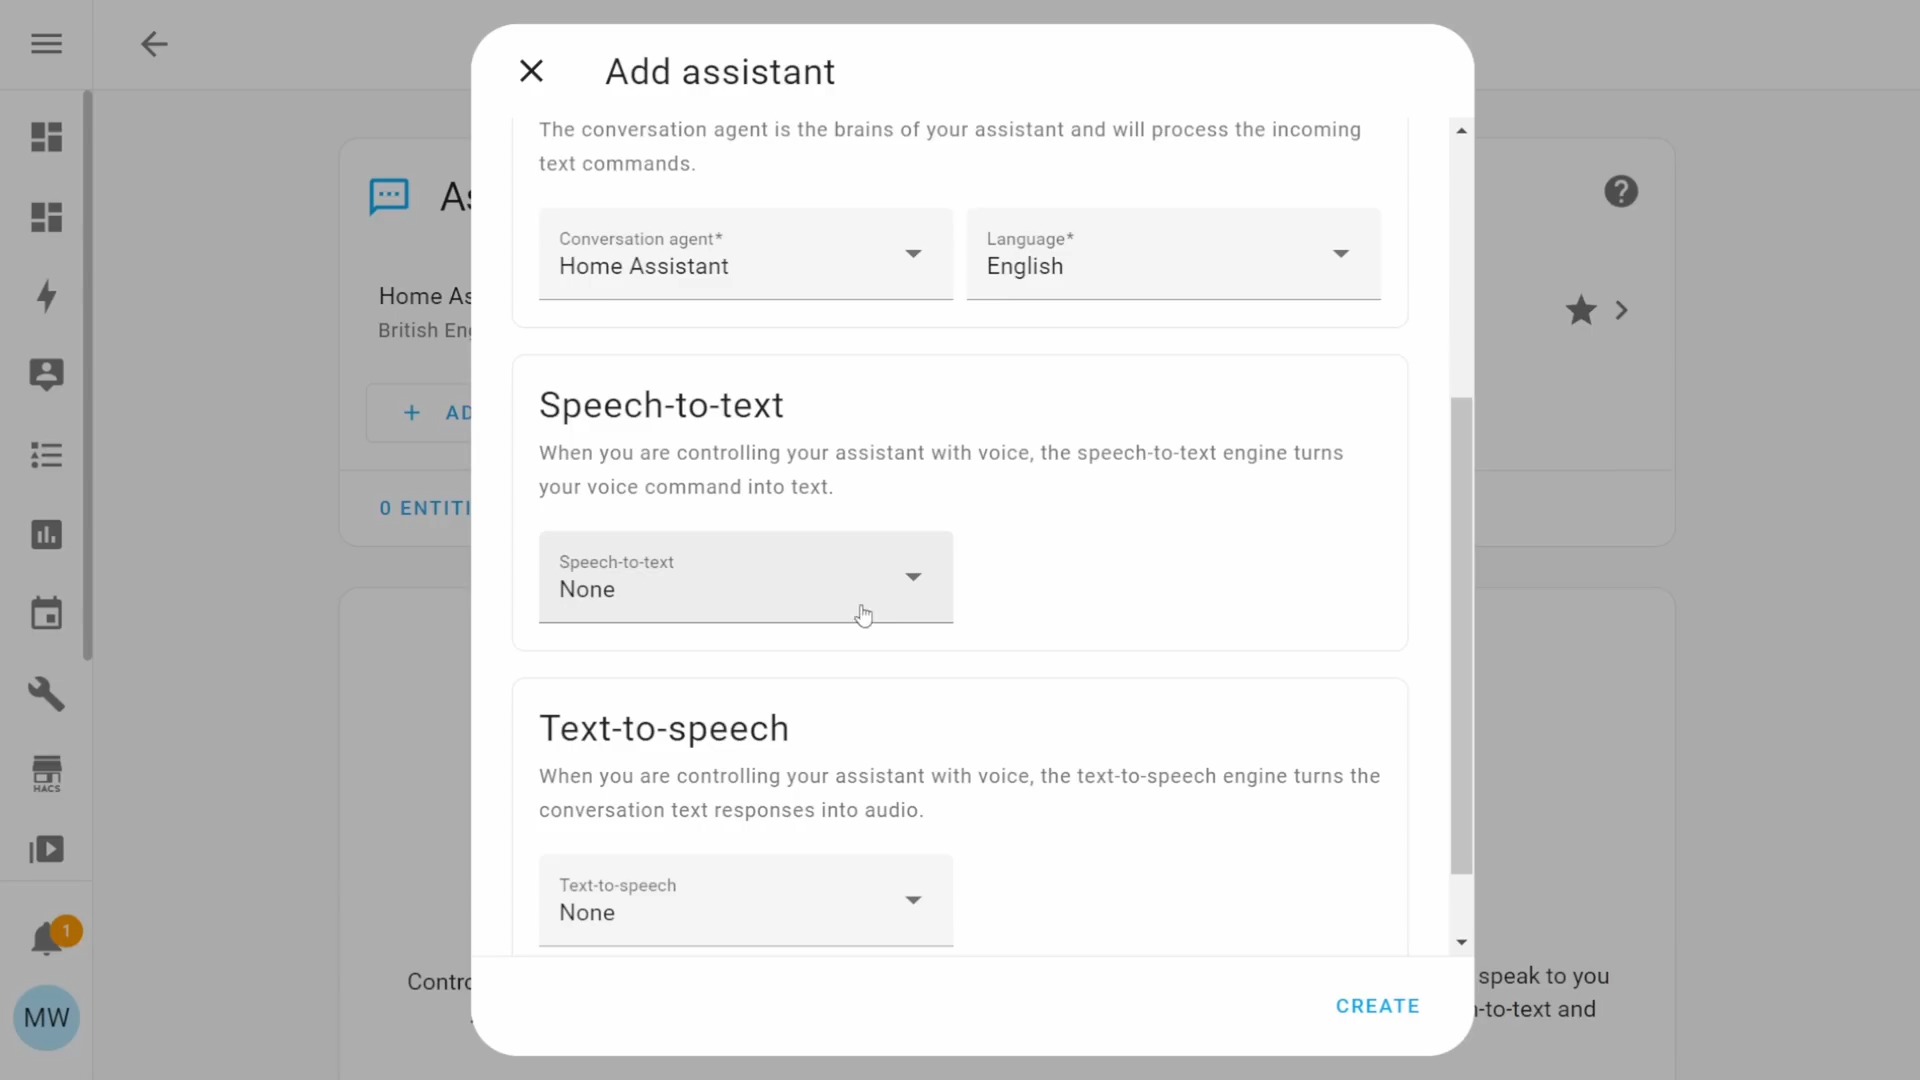 Add assistant
The conversation agent is the brains of your assistant and will process the incoming
text commands.
Conversation agent*
Home Assistant
Language*
English
Speech-to-text
When you are controlling your assistant with voice, the speech-to-text engine turns
your voice command into text.
Speech-to-text
None
Text-to-speech
When you are controlling your assistant with voice, the text-to-speech engine turns the
conversation text responses into audio.
Text-to-speech
None
CREATE
Home As
British Eng
+ AD
0 ENTITI
Contro
speak to you
-to-text and
HACS
1
MW